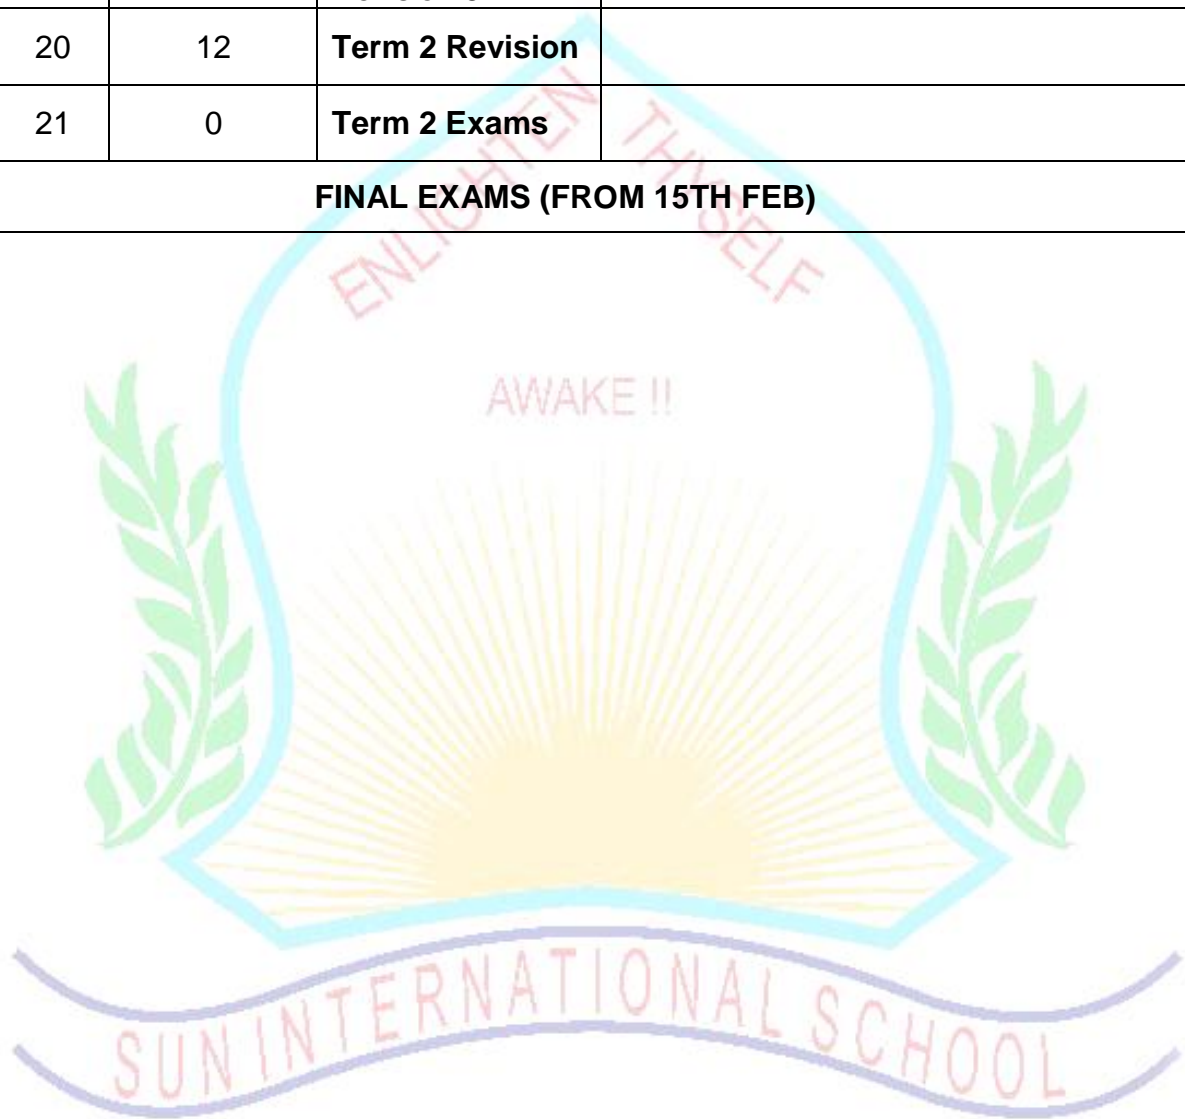 20 12 Term 2 Revision
21 0 Term 2 Exams
FINAL EXAMS (FROM 15TH FEB)
ENLIGHTEN THYSELF
AWAKE !!
SUN INTERNATIONAL SCHOOL